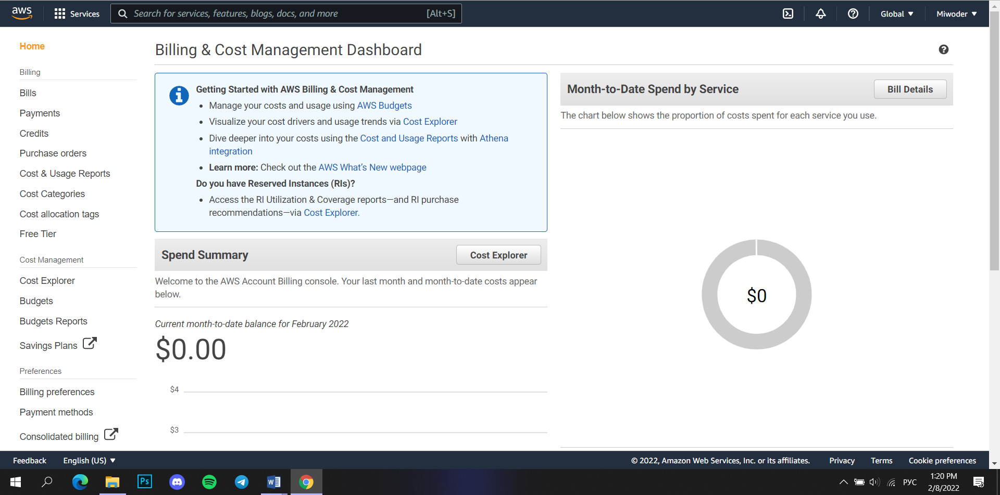 aws
Services
Search for services, features, blogs, docs, and more [Alt+S]
Global
Miwoder
Home
Billing
Bills
Payments
Credits
Purchase orders
Cost & Usage Reports
Cost Categories
Cost allocation tags
Free Tier
Cost Management
Cost Explorer
Budgets
Budgets Reports
Savings Plans
Preferences
Billing preferences
Payment methods
Consolidated billing
Billing & Cost Management Dashboard
Getting Started with AWS Billing & Cost Management
Manage your costs and usage using AWS Budgets
Visualize your cost drivers and usage trends via Cost Explorer
Dive deeper into your costs using the Cost and Usage Reports with Athena
integration
Learn more: Check out the AWS What's New webpage
Do you have Reserved Instances (RIs)?
Access the RI Utilization & Coverage reports—and RI purchase
recommendations—via Cost Explorer.
Spend Summary
Cost Explorer
Welcome to the AWS Account Billing console. Your last month and month-to-date costs appear
below.
Current month-to-date balance for February 2022
$0.00
$4
$3
Month-to-Date Spend by Service
Bill Details
The chart below shows the proportion of costs spent for each service you use.
$0
Feedback
English (US)
© 2022, Amazon Web Services, Inc. or its affiliates.
Privacy
Terms
Cookie preferences
Ps
W
РУС
1:20 PM
2/8/2022